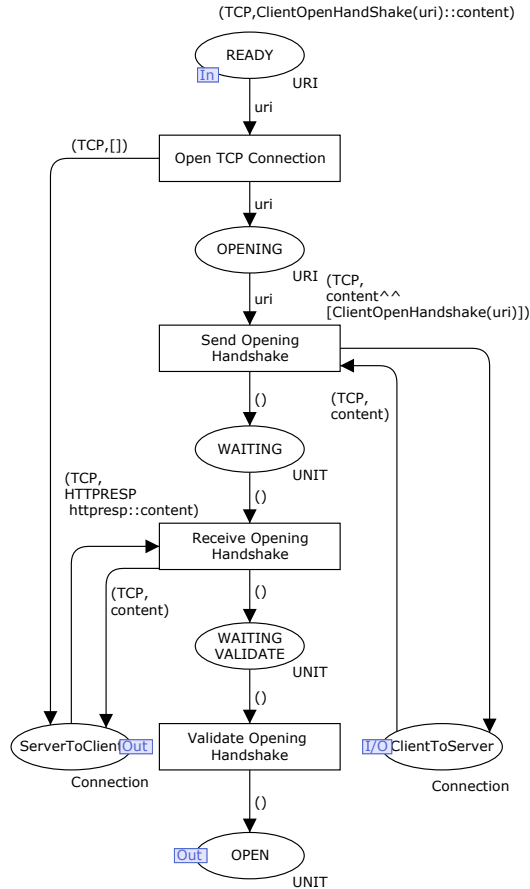 (TCP,ClientOpenHandShake(uri)::content)
READY
In
URI
uri
(TCP,[])
Open TCP Connection
uri
OPENING
URI
(TCP,
content^^
[ClientOpenHandshake(uri)])
uri
Send Opening
Handshake
()
(TCP,
content)
WAITING
UNIT
(TCP,
HTTPRESP
httpresp::content)
()
Receive Opening
Handshake
(TCP,
content)
()
WAITING
VALIDATE
UNIT
()
ServerToClient
Out
Connection
Validate Opening
Handshake
I/O
ClientToServer
Connection
()
Out
OPEN
UNIT